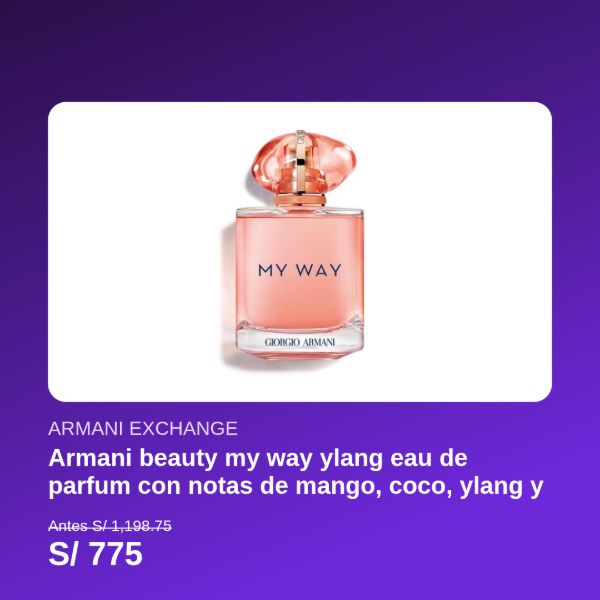 MY WAY
GIORGIO ARMANI
ARMANI EXCHANGE
Armani beauty my way ylang eau de
parfum con notas de mango, coco, ylang y
Antes S/ 1,198.75
S/ 775